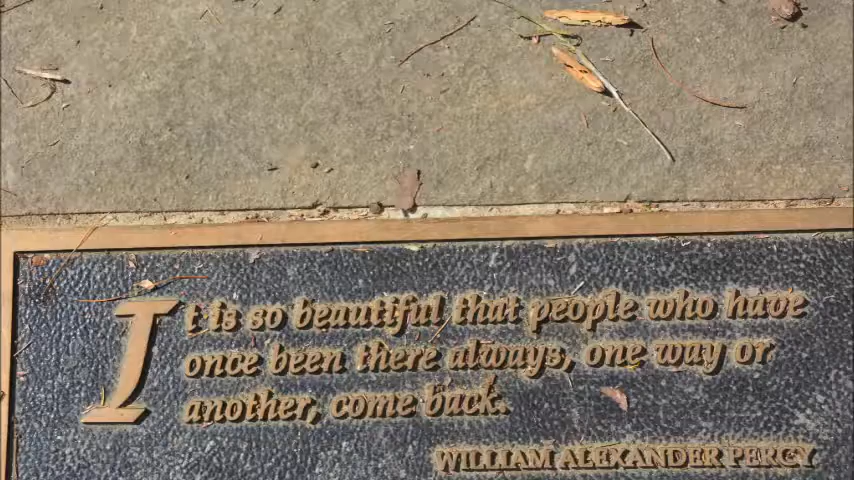 It is so beautiful that people who have
once been there always, one way or
another, come back.
WILLIAM ALEXANDER PERCY